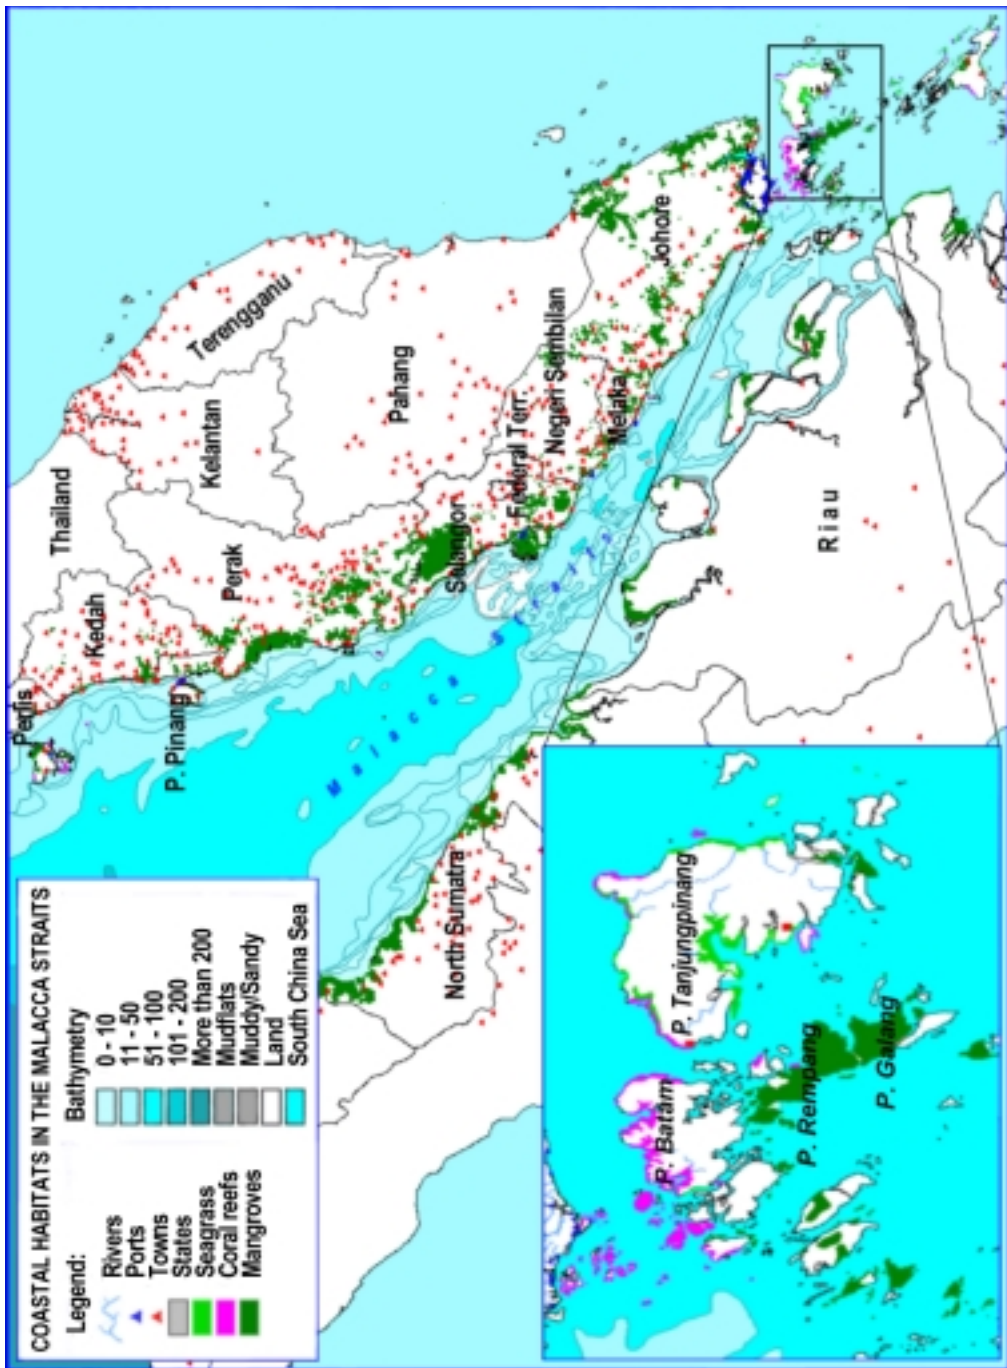 COASTAL HABITATS IN THE MALACCA STRAITS
Legend:
Rivers
Ports
Towns
States
Seagrass
Coral reefs
Mangroves
Bathymetry
0 - 10
11 - 50
51 - 100
101 - 200
More than 200
Mudflats
Muddy/Sandy
Land
South China Sea
Perlis
Thailand
Kedah
P. Pinang
Perak
Kelantan
Terengganu
Pahang
Selangor
Federal Terr.
Negeri Sembilan
Melaka
Johore
Malacca Straits
North Sumatra
Riau
P. Batam
P. Tanjungpinang
P. Rempang
P. Galang